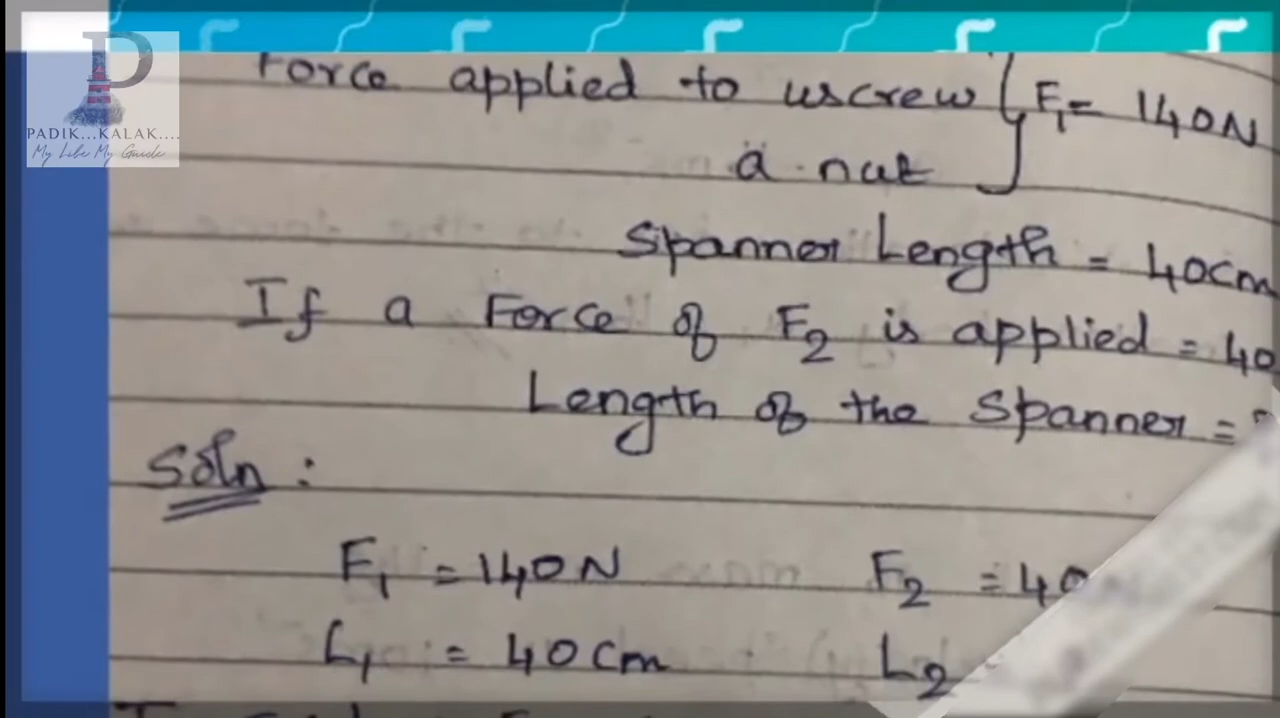 PADIK...KALAK....
My Life My Guide
Force applied to uscrew F1= 140N
a nut
Spanner Length = 40cm
If a Force of F2 is applied = 40
Length of the Spanner =
Soln :
F1 = 140N F2 = 40
L1 = 40cm L2